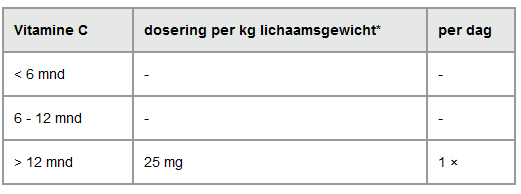 Vitamine C dosering per kg lichaamsgewicht* per dag
< 6 mnd - -
6 - 12 mnd - -
> 12 mnd 25 mg 1 ×